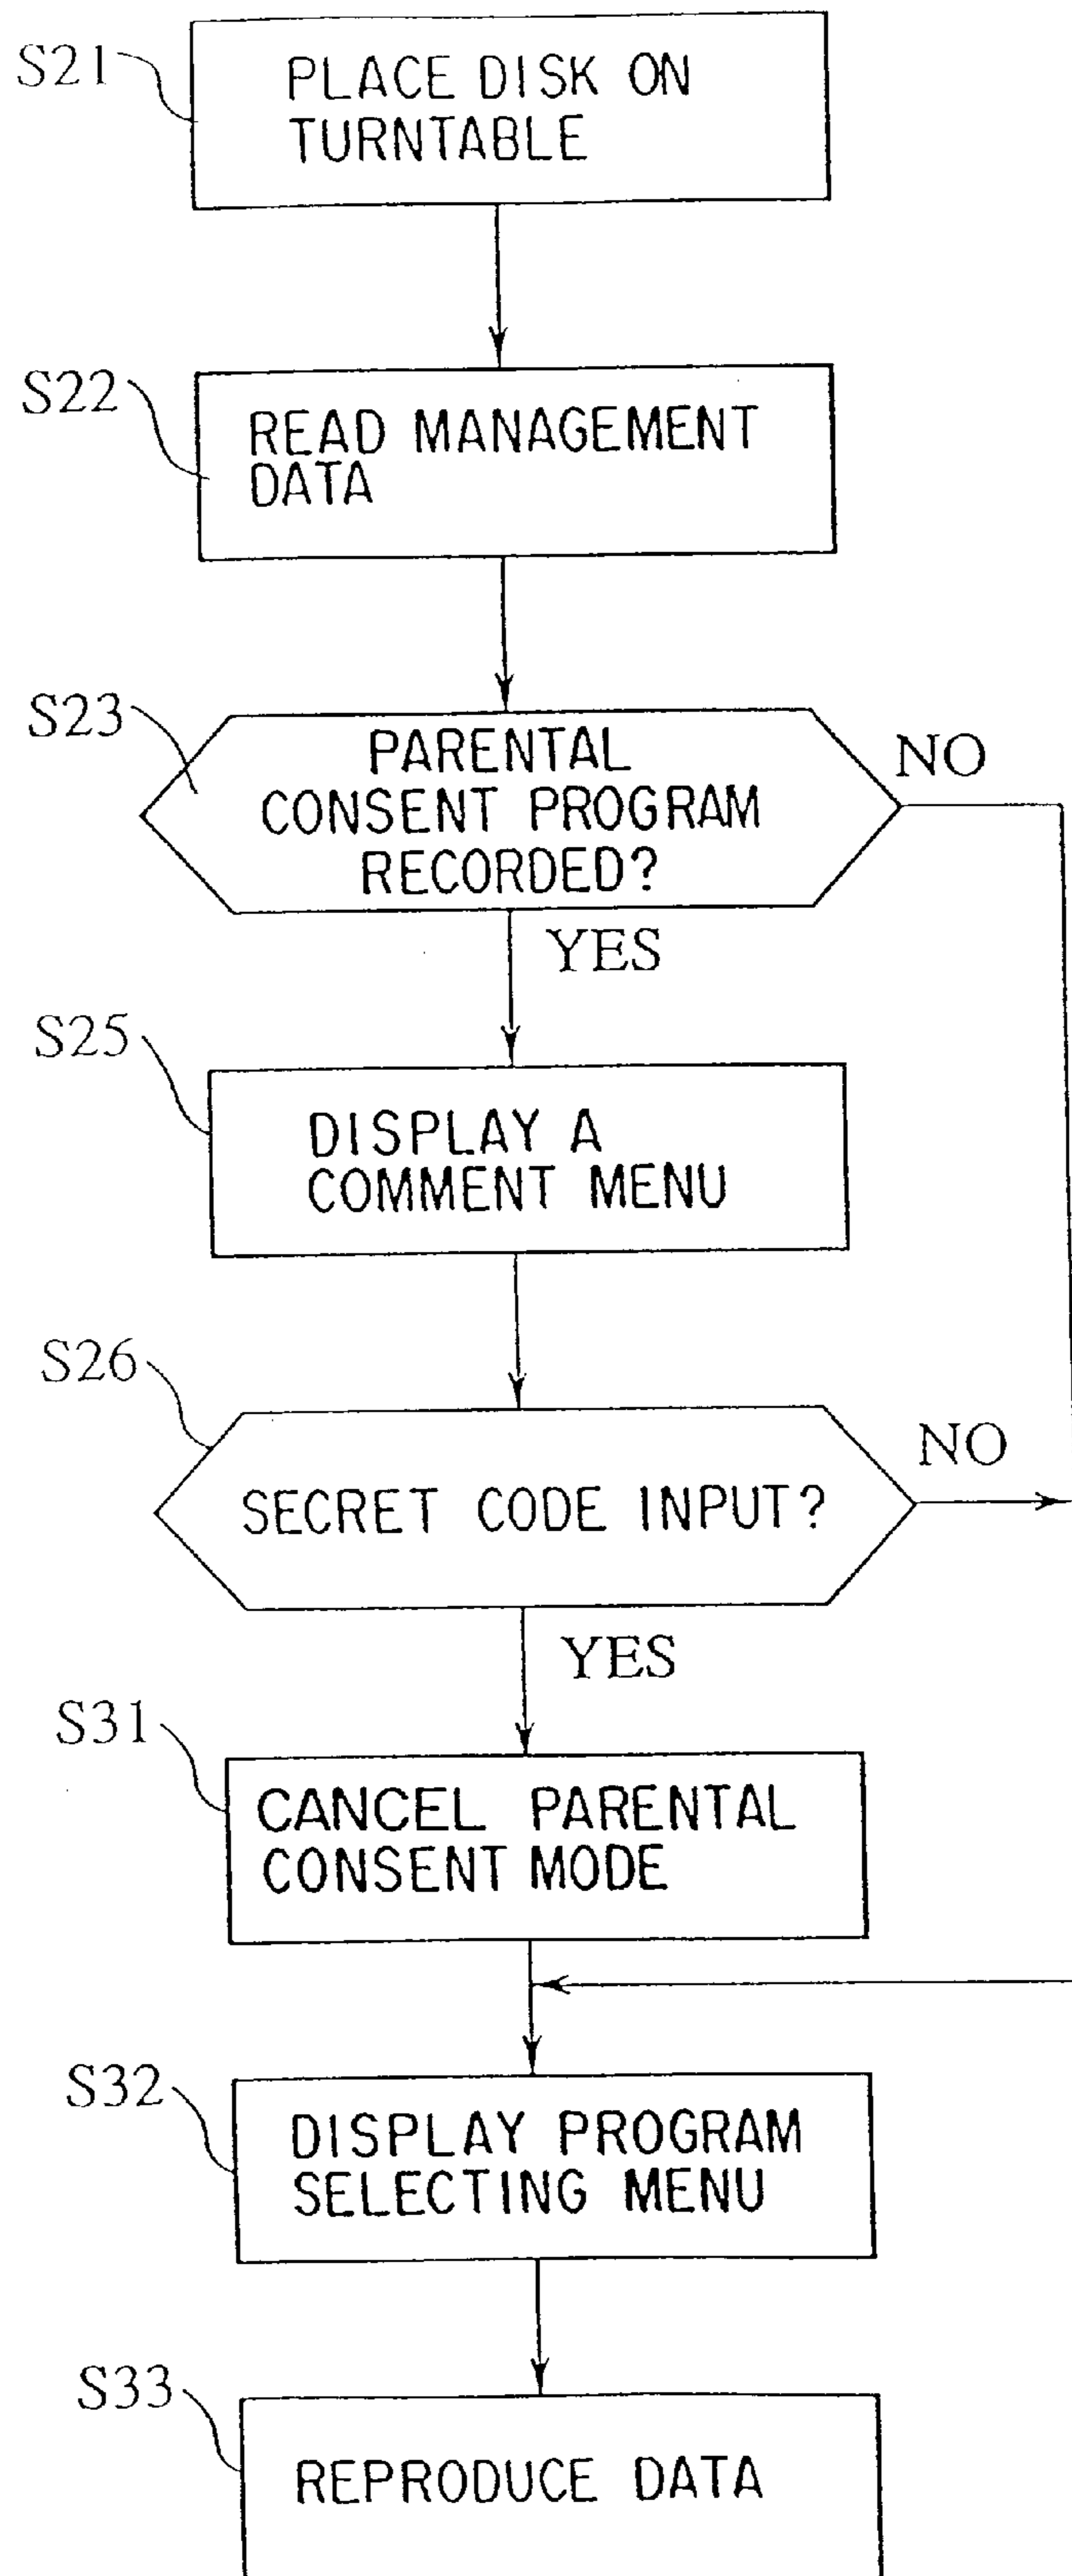 S21
PLACE DISK ON
TURNTABLE
S22
READ MANAGEMENT
DATA
S23
PARENTAL
CONSENT PROGRAM
RECORDED?
NO
YES
S25
DISPLAY A
COMMENT MENU
S26
SECRET CODE INPUT?
NO
YES
S31
CANCEL PARENTAL
CONSENT MODE
S32
DISPLAY PROGRAM
SELECTING MENU
S33
REPRODUCE DATA